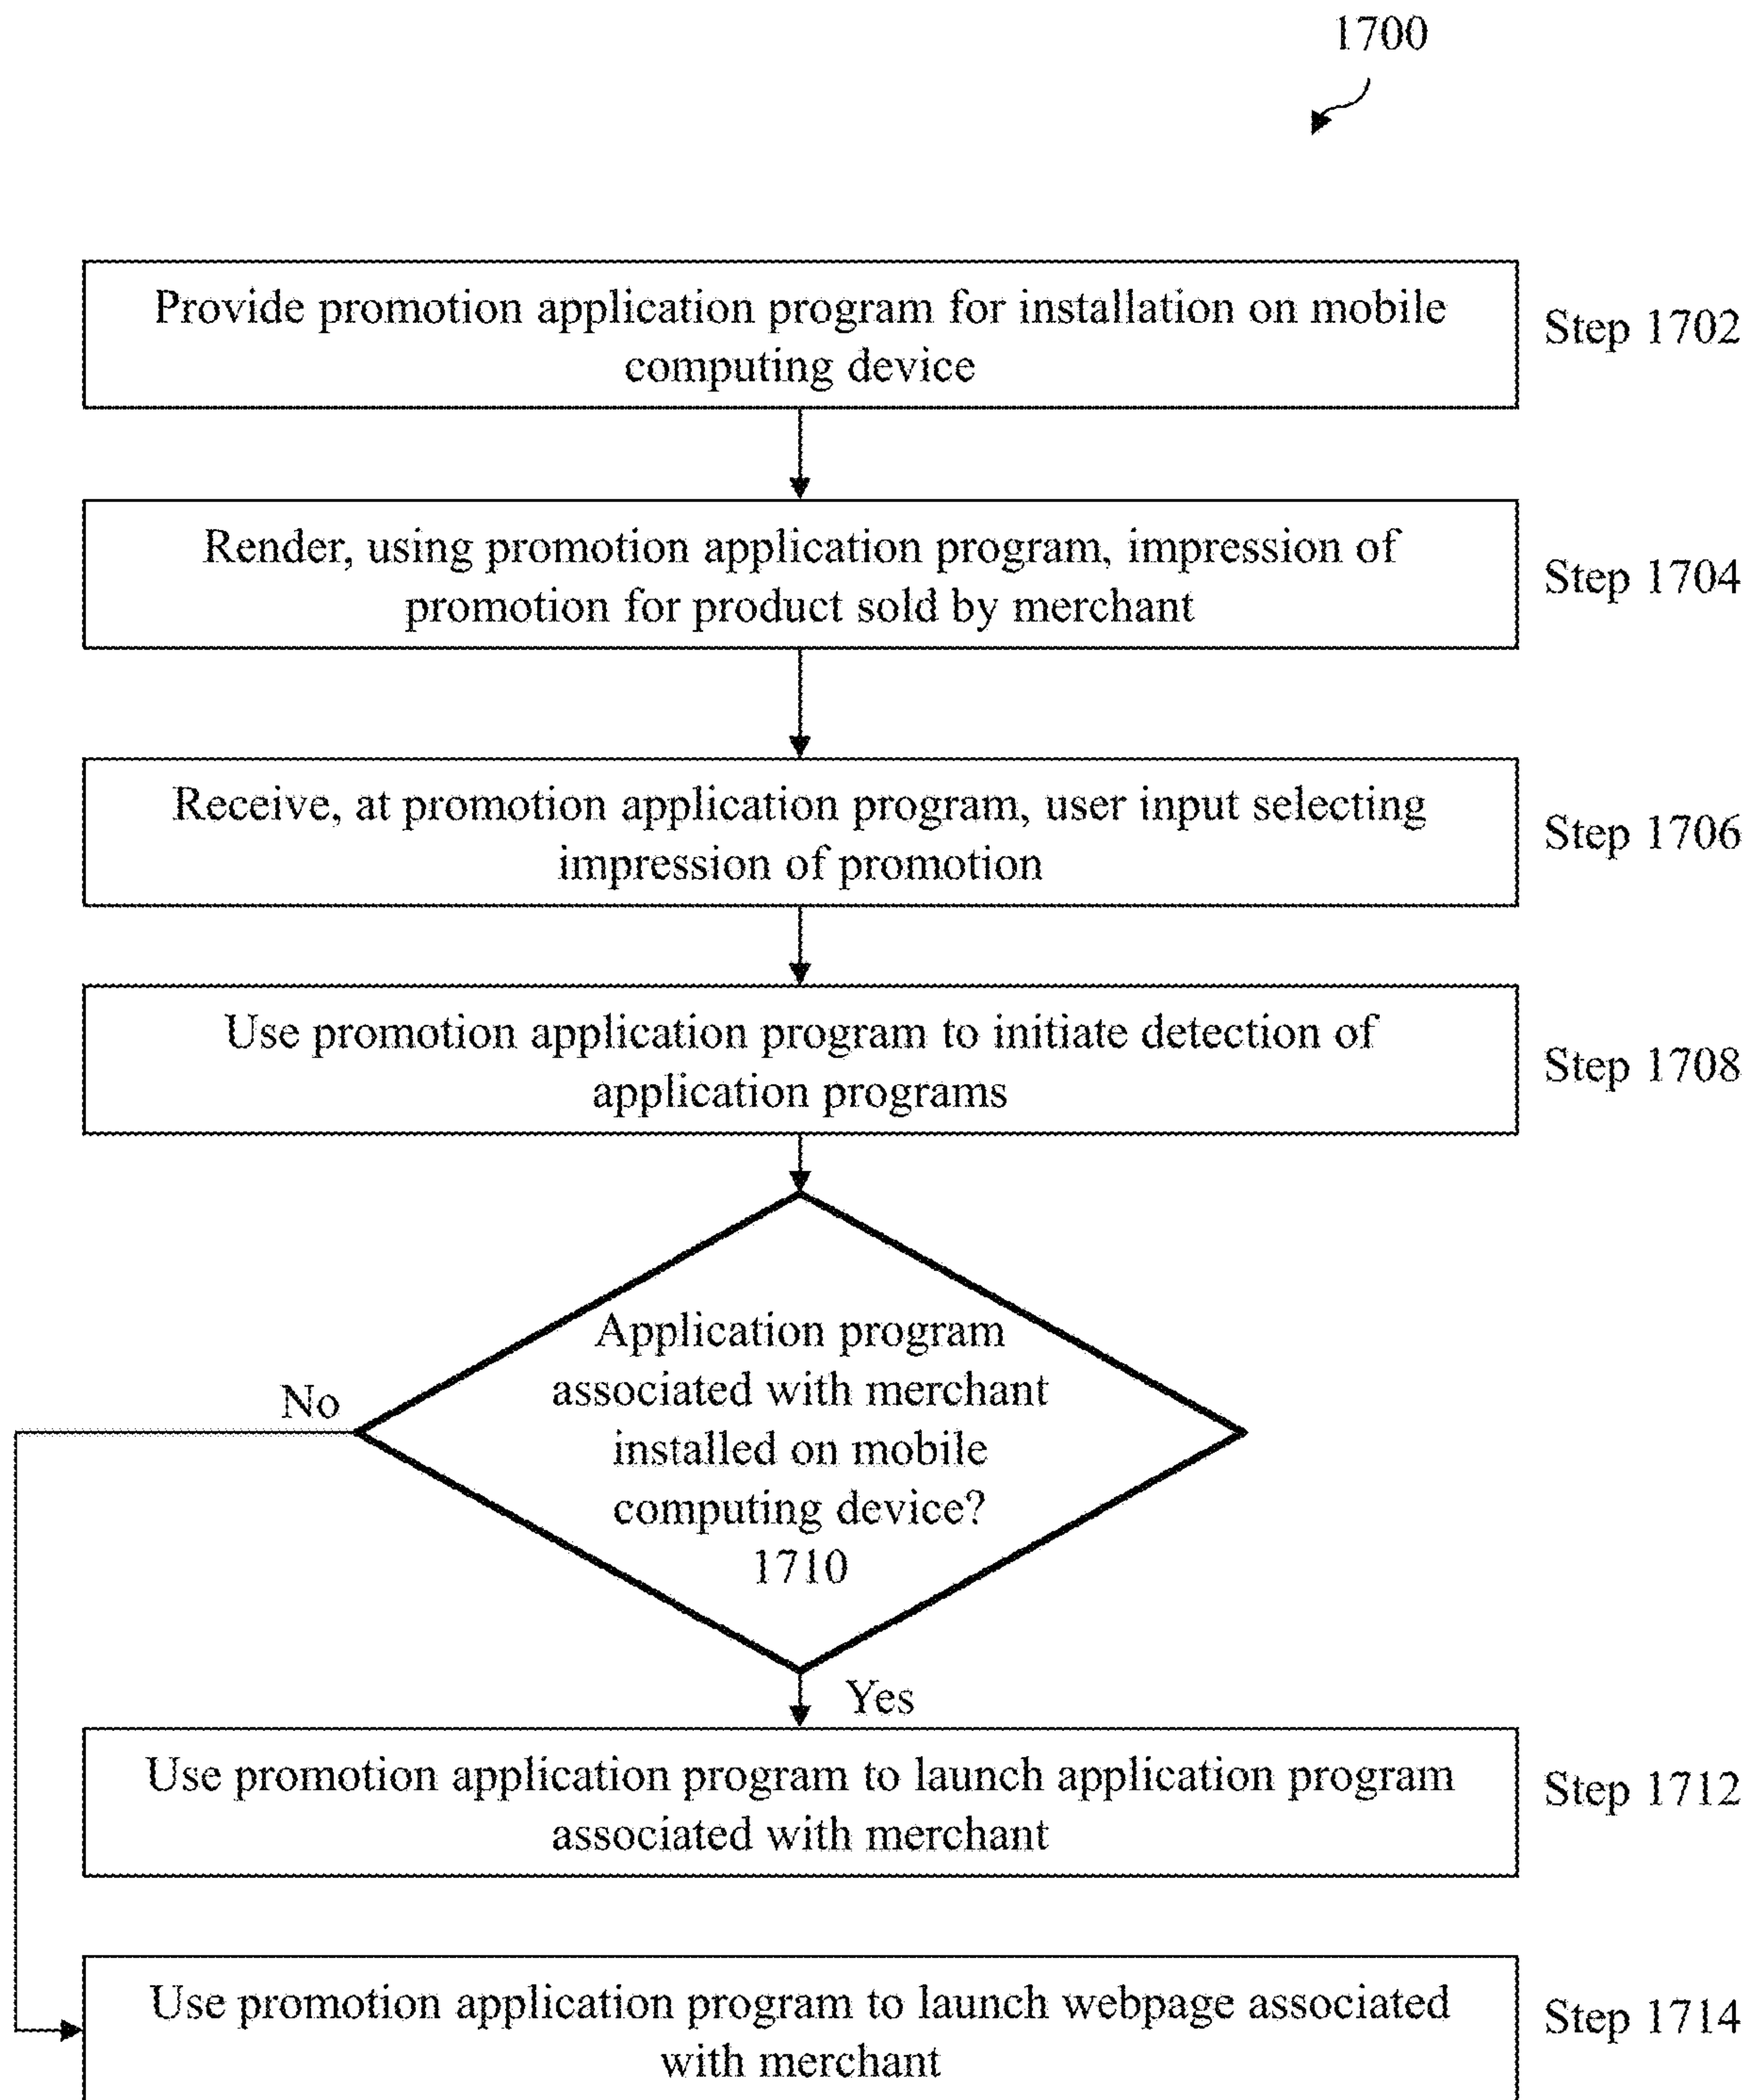 1700
Provide promotion application program for installation on mobile
computing device
Step 1702
Render, using promotion application program, impression of
promotion for product sold by merchant
Step 1704
Receive, at promotion application program, user input selecting
impression of promotion
Step 1706
Use promotion application program to initiate detection of
application programs
Step 1708
Application program
associated with merchant
installed on mobile
computing device?
1710
No
Yes
Use promotion application program to launch application program
associated with merchant
Step 1712
Use promotion application program to launch webpage associated
with merchant
Step 1714